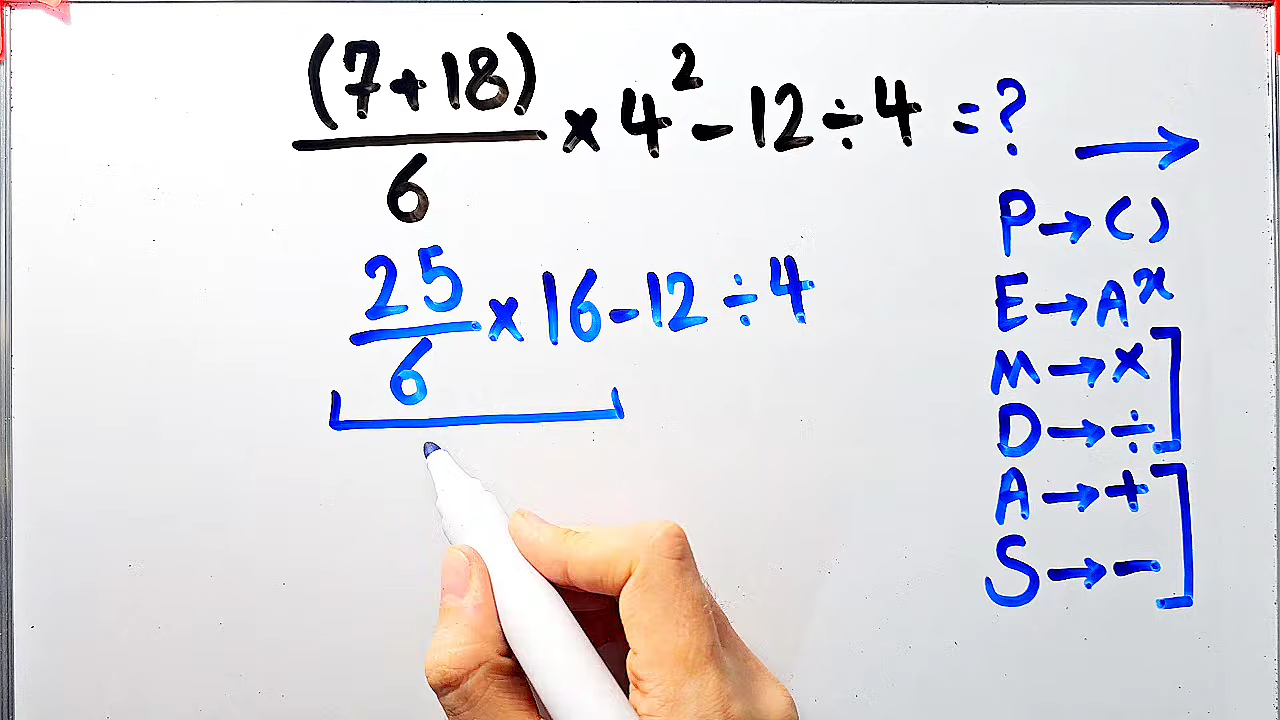 (7+18)/6 × 4² - 12 ÷ 4 = ?
25/6 × 16 - 12 ÷ 4
P → ( )
E → Aˣ
M → ×
D → ÷
A → +
S → -